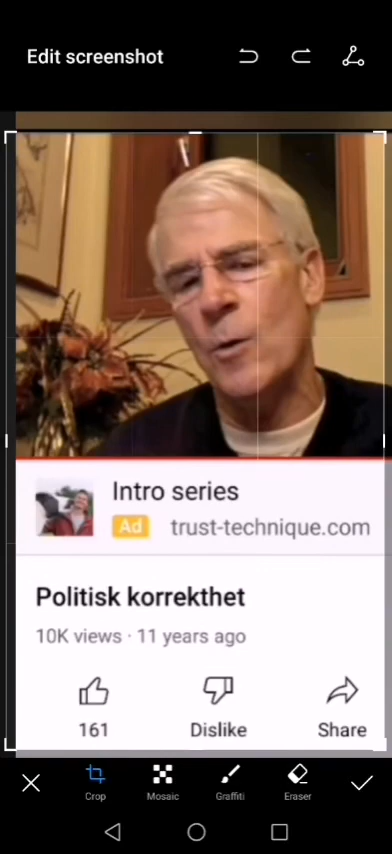 Edit screenshot
Intro series
Ad trust-technique.com
Politisk korrekthet
10K views · 11 years ago
161 Dislike Share
Crop Mosaic Graffiti Eraser